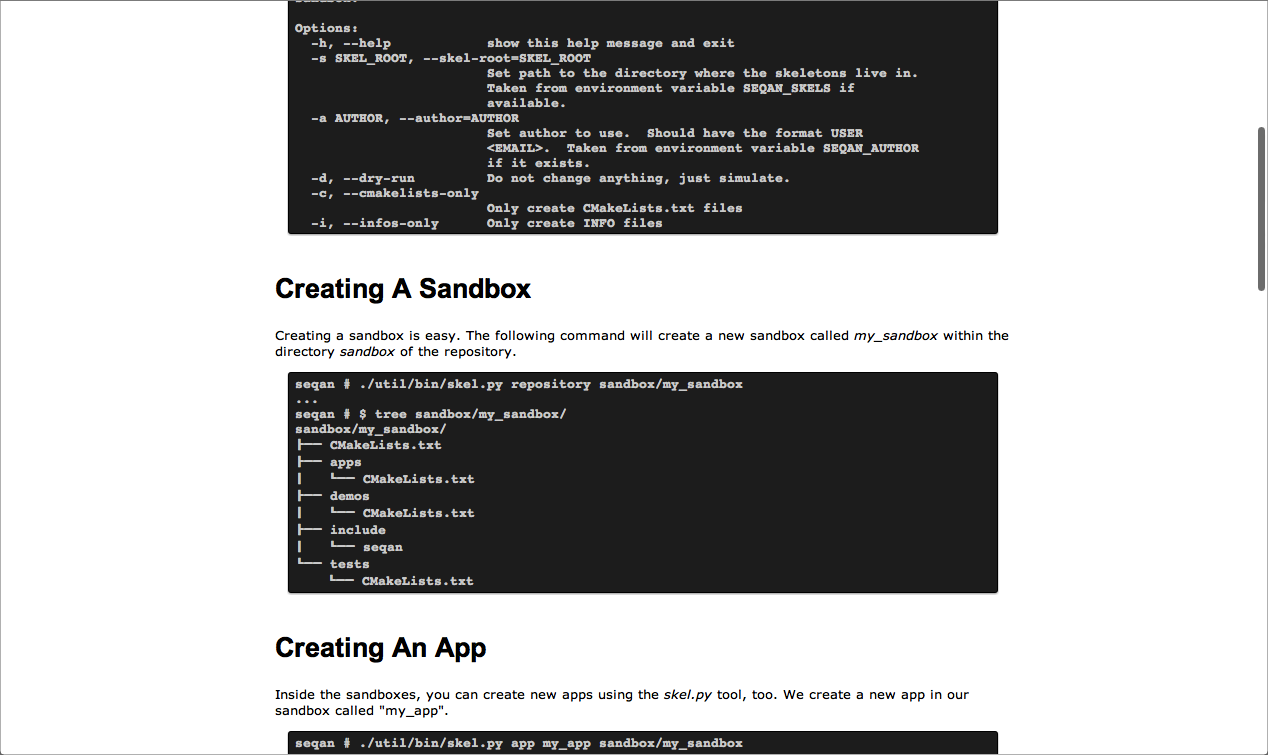 Options:
  -h, --help            show this help message and exit
  -s SKEL_ROOT, --skel-root=SKEL_ROOT
                        Set path to the directory where the skeletons live in.
                        Taken from environment variable SEQAN_SKELS if
                        available.
  -a AUTHOR, --author=AUTHOR
                        Set author to use.  Should have the format USER
                        <EMAIL>.  Taken from environment variable SEQAN_AUTHOR
                        if it exists.
  -d, --dry-run         Do not change anything, just simulate.
  -c, --cmakelists-only
                        Only create CMakeLists.txt files
  -i, --infos-only      Only create INFO files
Creating A Sandbox
Creating a sandbox is easy. The following command will create a new sandbox called my_sandbox within the
directory sandbox of the repository.
seqan # ./util/bin/skel.py repository sandbox/my_sandbox
...
seqan # $ tree sandbox/my_sandbox/
sandbox/my_sandbox/
├── CMakeLists.txt
├── apps
│   └── CMakeLists.txt
├── demos
│   └── CMakeLists.txt
├── include
│   └── seqan
└── tests
    └── CMakeLists.txt
Creating An App
Inside the sandboxes, you can create new apps using the skel.py tool, too. We create a new app in our
sandbox called "my_app".
seqan # ./util/bin/skel.py app my_app sandbox/my_sandbox